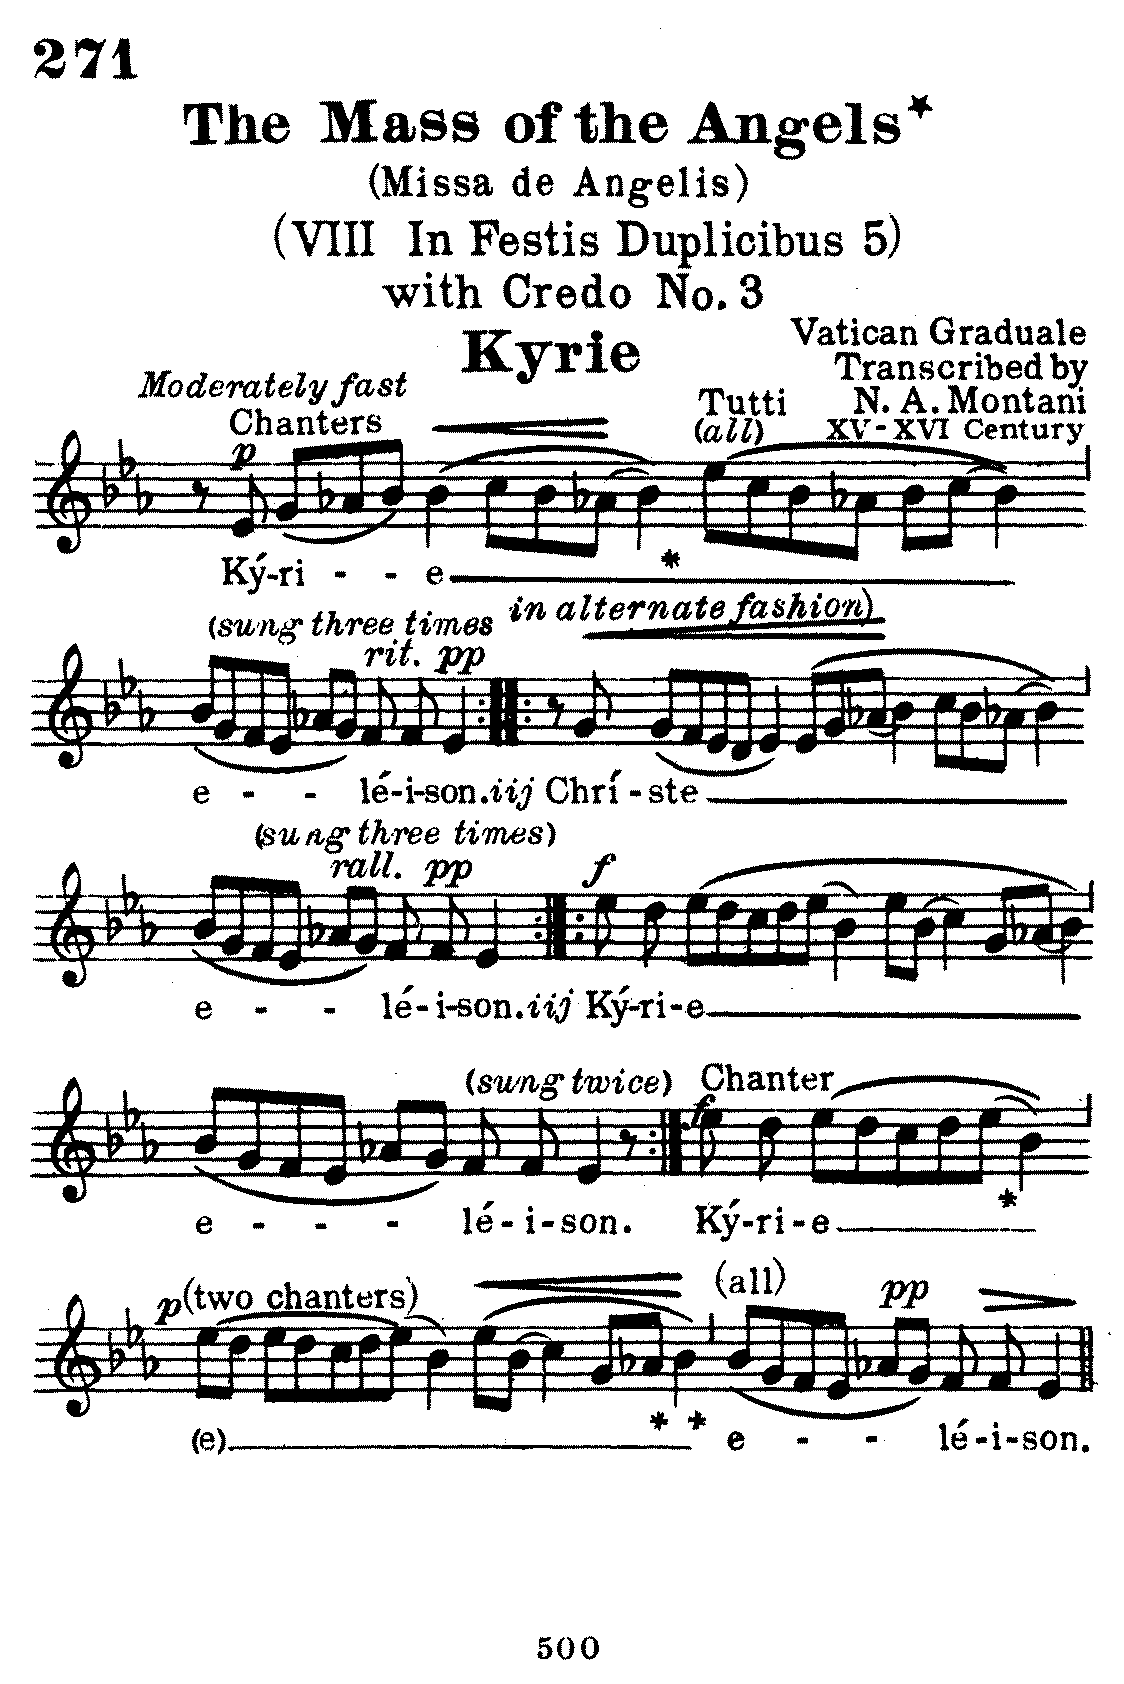 271
The Mass of the Angels*
(Missa de Angelis)
(VIII In Festis Duplicibus 5)
with Credo No. 3
Kyrie
Vatican Graduale
Transcribed by
N. A. Montani
XV-XVI Century
Moderately fast
Chanters
Tutti
(all)
p
*
Ký-ri - - e
(sung three times in alternate fashion)
rit. pp
e - - lé-i-son. iij Chrí-ste
(sung three times)
rall. pp f
e - - lé-i-son. iij Ký-ri-e
(sung twice) Chanter
f
*
e - - - lé-i-son. Ký-ri-e
p (two chanters) (all) pp
* *
(e) e - - lé-i-son.
500